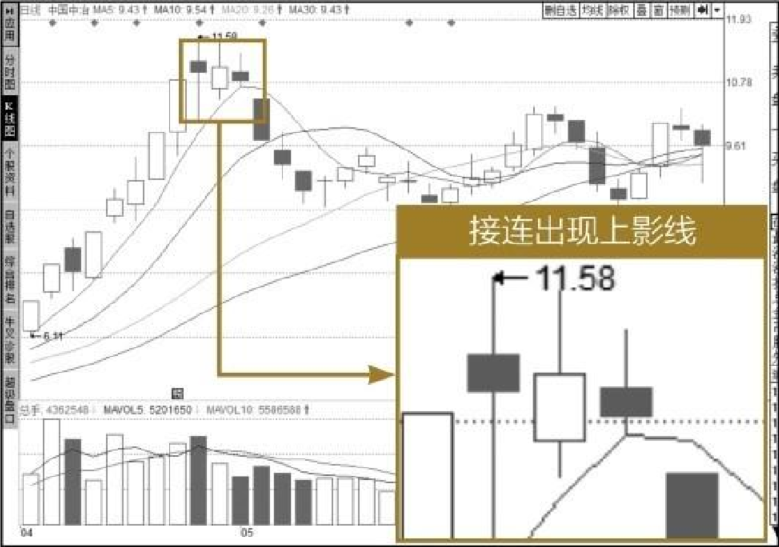 日线 中国中冶 MA5: 9.43↑ MA10: 9.54↑ MA20: 9.26↑ MA30: 9.43↑
删自选 均线 除权 叠 窗 预测
应用
分时图
K线图
个股资料
自选股
综合排名
牛叉诊股
超级盘口
11.93
10.78
9.61
11.58
接连出现上影线
11.58
总手: 4362548↓ MAVOL5: 5201650↓ MAVOL10: 5586588↑
04
05